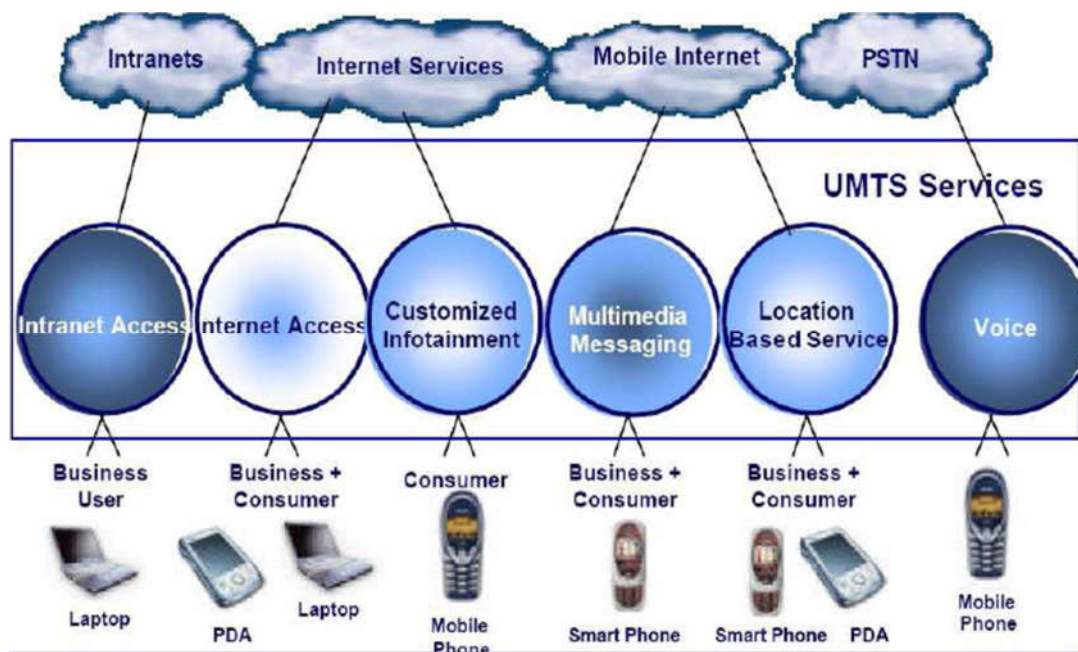 Intranets
Internet Services
Mobile Internet
PSTN
UMTS Services
Intranet Access
nternet Access
Customized
Infotainment
Multimedia
Messaging
Location
Based Service
Voice
Business
User
Business +
Consumer
Consumer
Business +
Consumer
Business +
Consumer
Laptop
PDA
Laptop
Mobile
Phone
Smart Phone
Smart Phone
PDA
Mobile
Phone